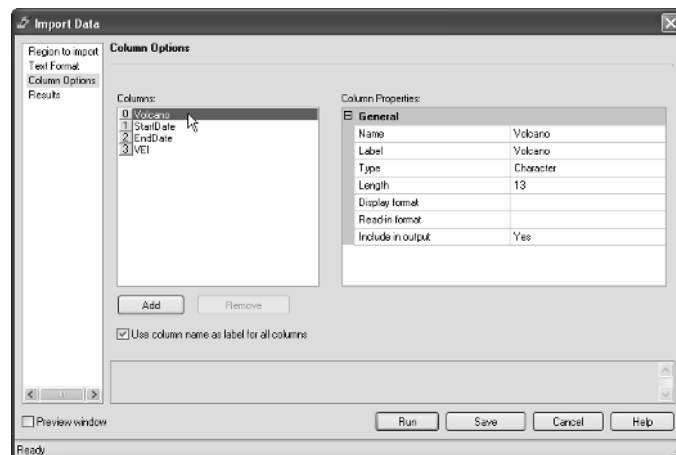 Import Data
Region to import
Text Format
Column Options
Results
Column Options
Columns:
0 Volcano
1 StartDate
2 EndDate
3 VEI
Add
Remove
Use column name as label for all columns
Column Properties:
General
Name Volcano
Label Volcano
Type Character
Length 13
Display format
Read-in format
Include in output Yes
Preview window
Run
Save
Cancel
Help
Ready